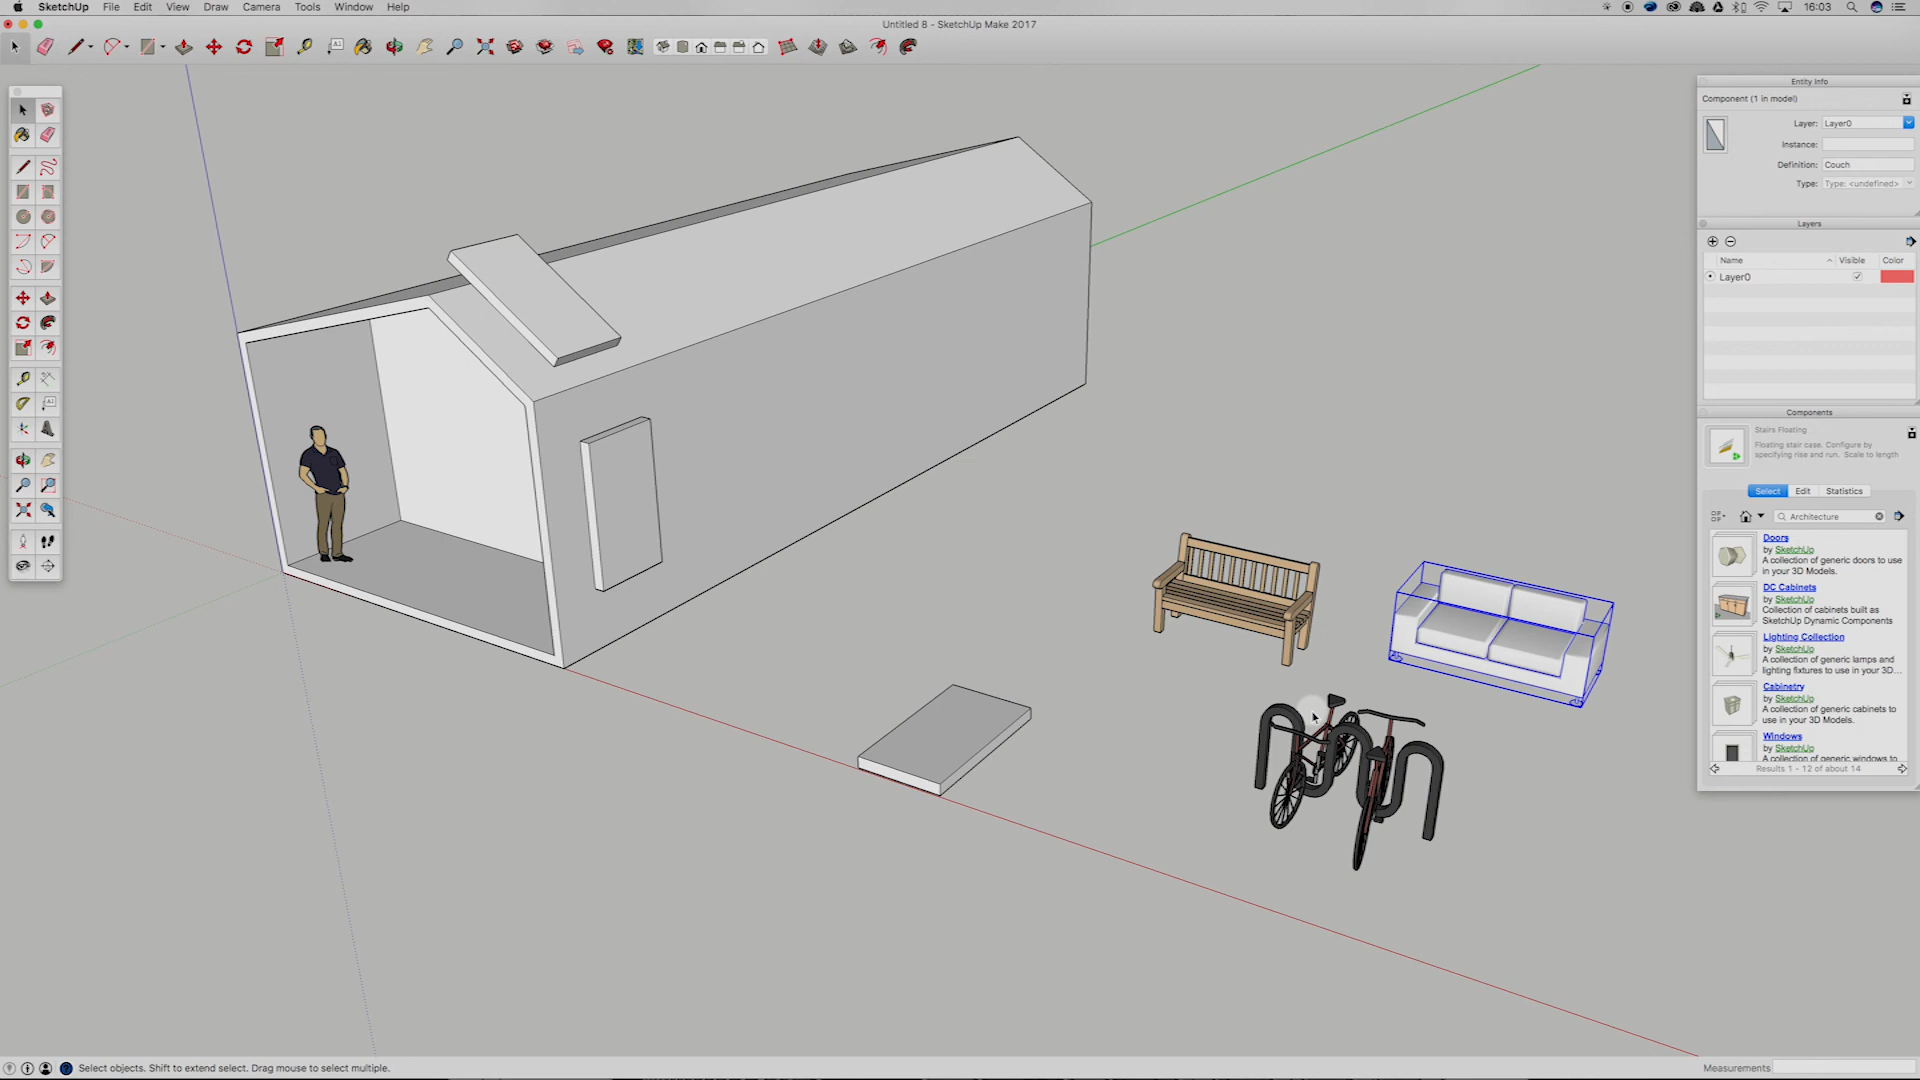 SketchUp File Edit View Draw Camera Tools Window Help 16:03
Untitled 8 - SketchUp Make 2017
Entity Info
Component (1 in model)
Layer: Layer0
Instance:
Definition: Couch
Type: Type: <undefined>
Layers
Name Visible Color
Layer0
Components
Stairs Floating
Floating stair case. Configure by
specifying rise and run. Scale to length
Select Edit Statistics
Architecture
Doors
by SketchUp
A collection of generic doors to use
in your 3D Models.
DC Cabinets
by SketchUp
Collection of cabinets built as
SketchUp Dynamic Components
Lighting Collection
by SketchUp
A collection of generic lamps and
lighting fixtures to use in your 3D...
Cabinetry
by SketchUp
A collection of generic cabinets to
use in your 3D Models.
Windows
by SketchUp
A collection of generic windows to
Results 1 - 12 of about 14
Select objects. Shift to extend select. Drag mouse to select multiple.
Measurements